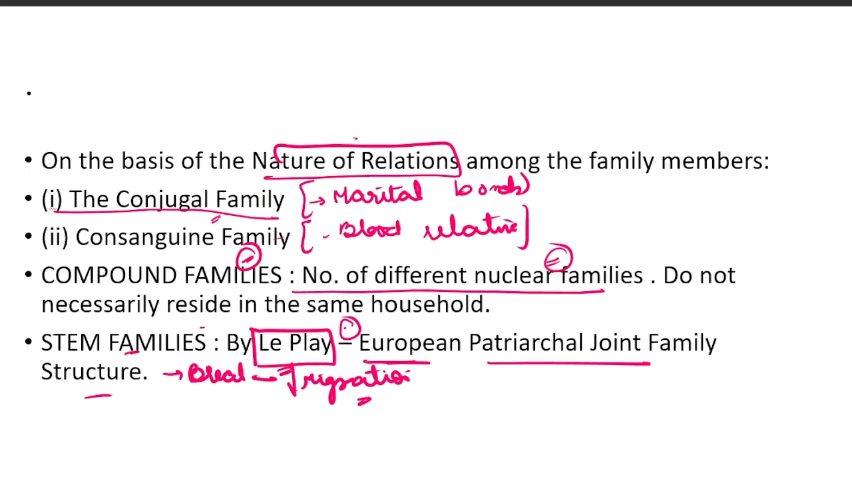 • On the basis of the Nature of Relations among the family members:
• (i) The Conjugal Family → Marital bonds
• (ii) Consanguine Family - Blood relative
• COMPOUND FAMILIES : No. of different nuclear families . Do not
necessarily reside in the same household.
• STEM FAMILIES : By Le Play – European Patriarchal Joint Family
Structure. →